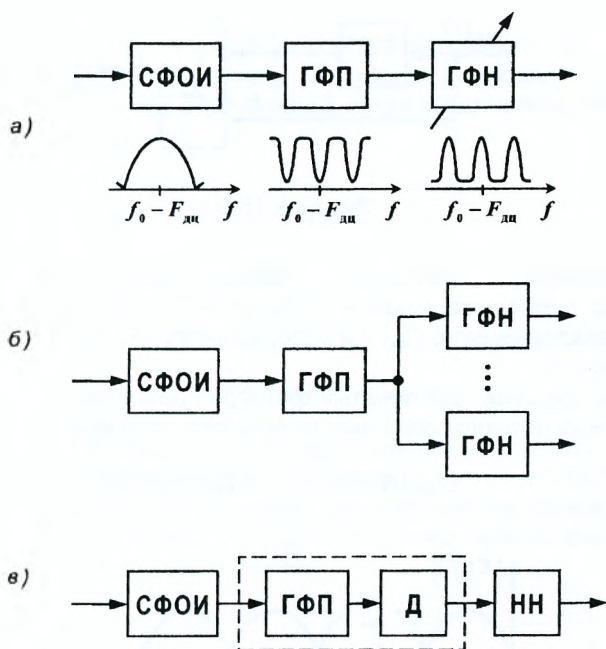 СФОИ ГФП ГФН
а)
f₀ − Fдц f f₀ − Fдц f f₀ − Fдц f
ГФН
б)
СФОИ ГФП
⋮
ГФН
в)
СФОИ ГФП Д НН